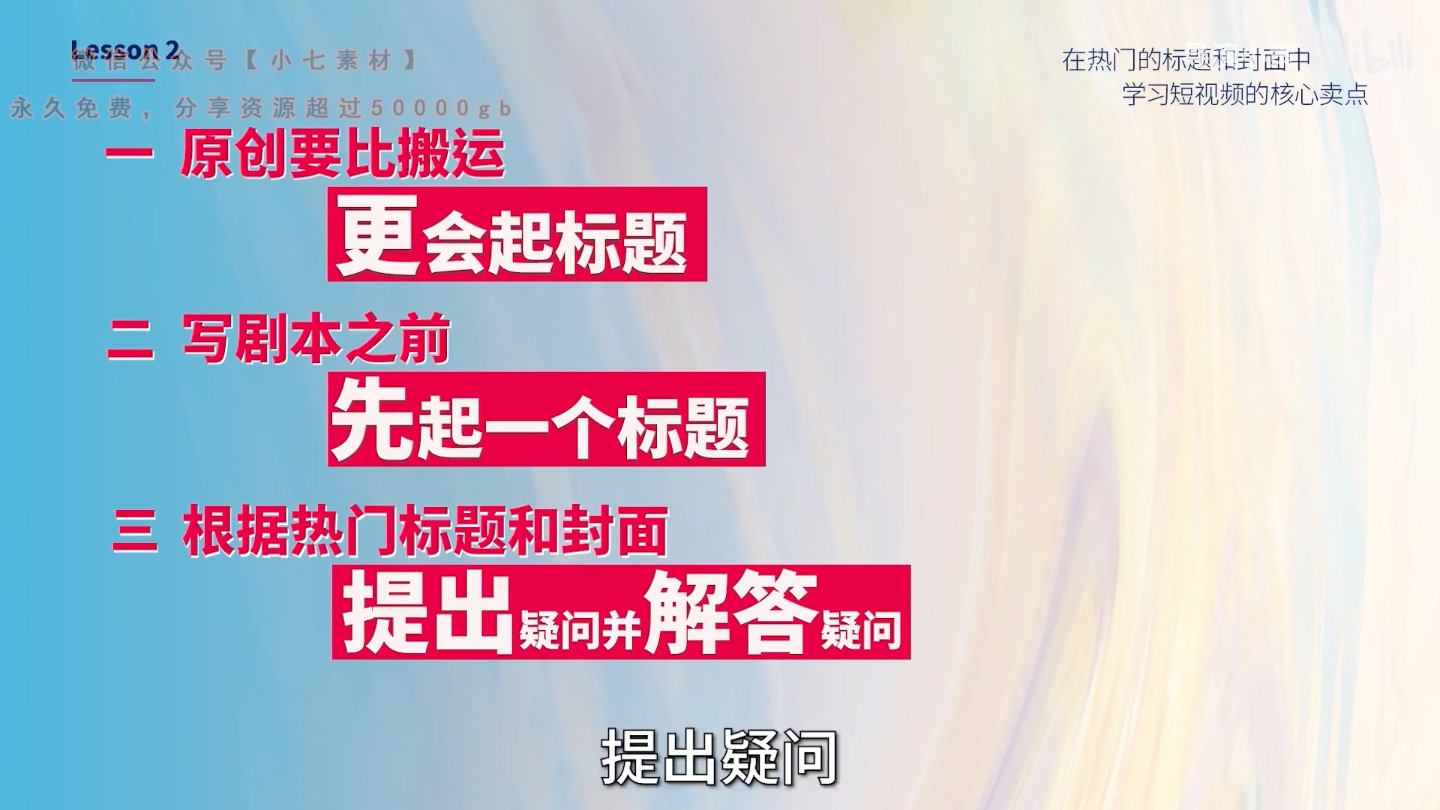 Lesson 2
微信公众号【小七素材】
永久免费，分享资源超过50000gb
在热门的标题和封面中
学习短视频的核心卖点
一 原创要比搬运
更会起标题
二 写剧本之前
先起一个标题
三 根据热门标题和封面
提出疑问并解答疑问
提出疑问